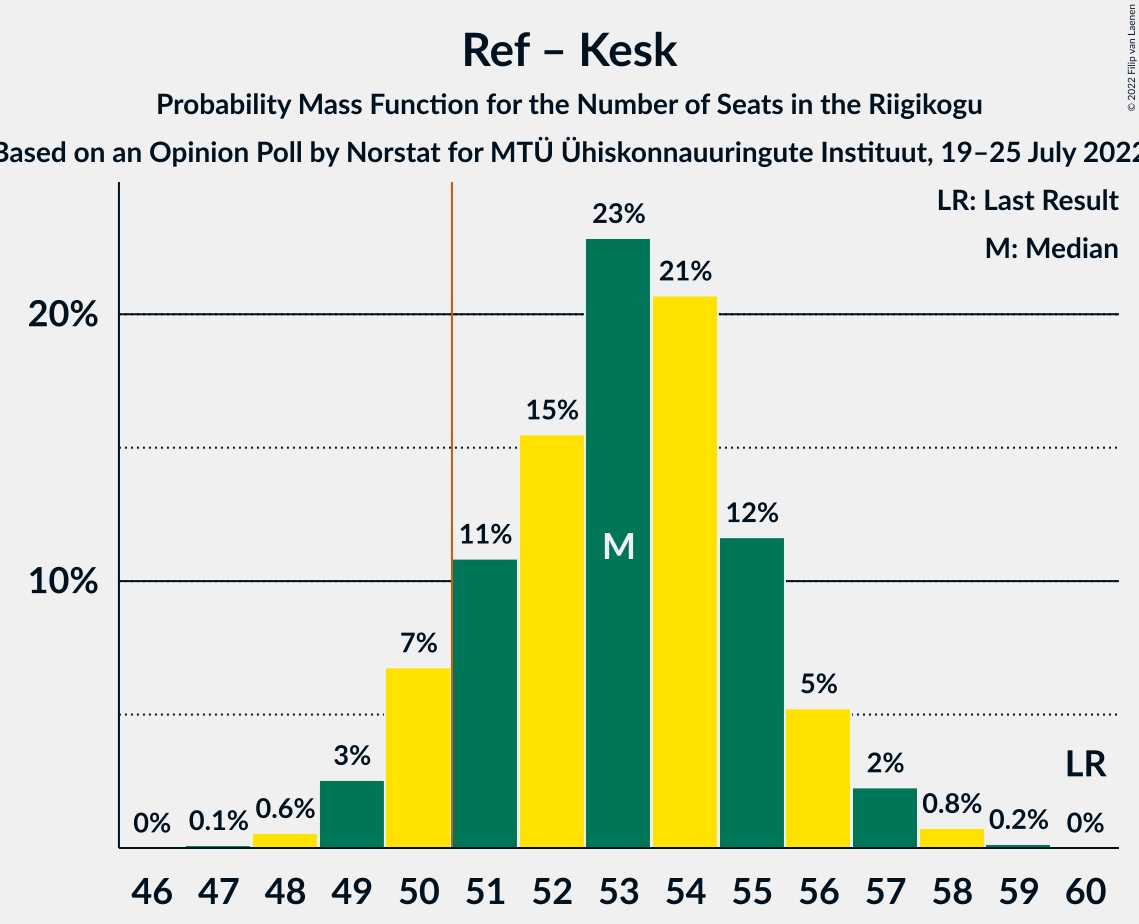 Ref – Kesk
Probability Mass Function for the Number of Seats in the Riigikogu
Based on an Opinion Poll by Norstat for MTÜ Ühiskonnauuringute Instituut, 19–25 July 2022
© 2022 Filip van Laenen
LR: Last Result
M: Median
23%
21%
20%
15%
12%
11%
M
10%
7%
5%
3%
2%
LR
0%
0.1%
0.6%
0.8%
0.2%
0%
46 47 48 49 50 51 52 53 54 55 56 57 58 59 60